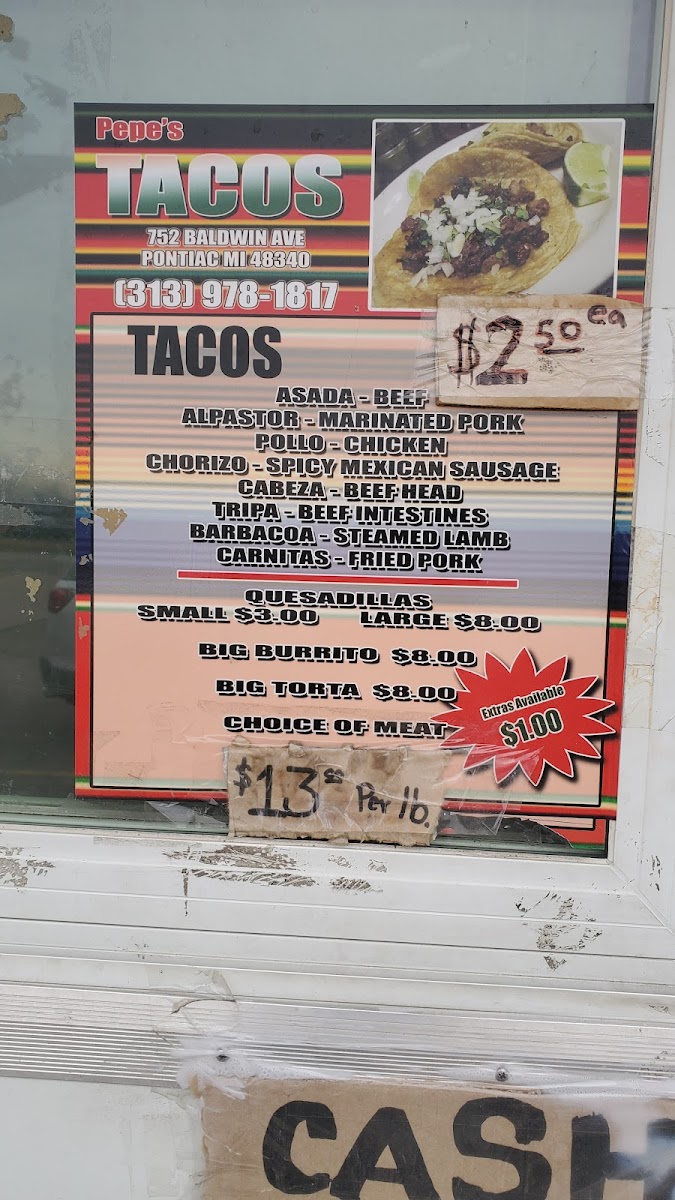 Pepe's
TACOS
752 BALDWIN AVE
PONTIAC MI 48340
(313) 978-1817
TACOS
$2.50 ea
ASADA - BEEF
ALPASTOR - MARINATED PORK
POLLO - CHICKEN
CHORIZO - SPICY MEXICAN SAUSAGE
CABEZA - BEEF HEAD
TRIPA - BEEF INTESTINES
BARBACOA - STEAMED LAMB
CARNITAS - FRIED PORK
QUESADILLAS
SMALL $3.00 LARGE $8.00
BIG BURRITO $8.00
BIG TORTA $8.00
CHOICE OF MEAT
Extras Available
$1.00
$13.00 Per lb.
CASH